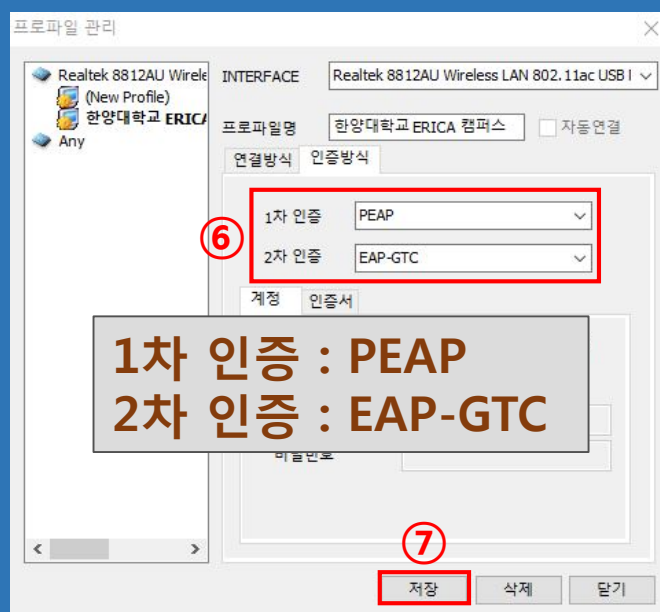 프로파일 관리
Realtek 8812AU Wirele
(New Profile)
한양대학교 ERICA
Any
INTERFACE
Realtek 8812AU Wireless LAN 802.11ac USB
프로파일명
한양대학교 ERICA 캠퍼스
자동연결
연결방식 인증방식
⑥
1차 인증 PEAP
2차 인증 EAP-GTC
계정 인증서
1차 인증 : PEAP
2차 인증 : EAP-GTC
비밀번호
⑦
저장 삭제 닫기